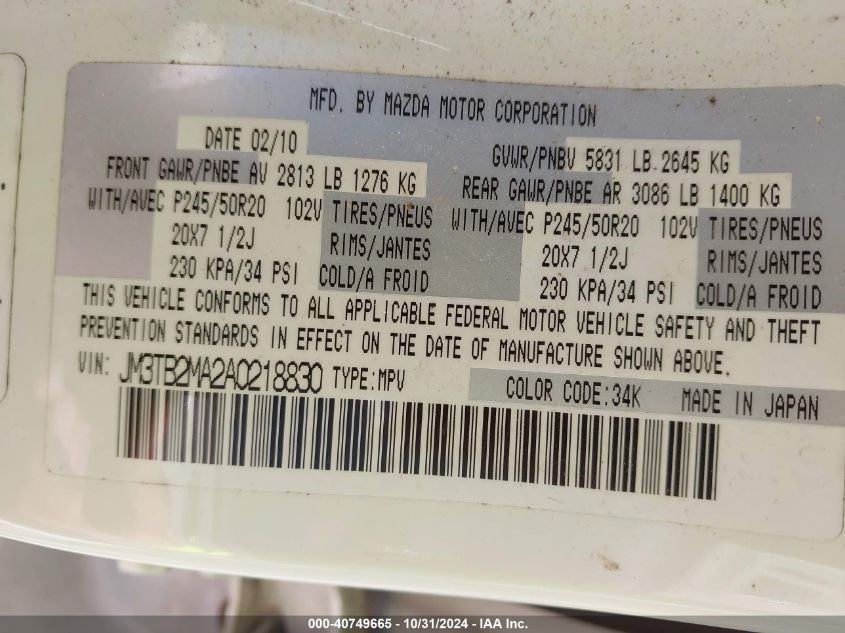 MFD. BY MAZDA MOTOR CORPORATION
DATE 02/10 GVWR/PNBV 5831 LB 2645 KG
FRONT GAWR/PNBE AV 2813 LB 1276 KG REAR GAWR/PNBE AR 3086 LB 1400 KG
WITH/AVEC P245/50R20 102V TIRES/PNEUS WITH/AVEC P245/50R20 102V TIRES/PNEUS
20X7 1/2J RIMS/JANTES 20X7 1/2J RIMS/JANTES
230 KPA/34 PSI COLD/A FROID 230 KPA/34 PSI COLD/A FROID
THIS VEHICLE CONFORMS TO ALL APPLICABLE FEDERAL MOTOR VEHICLE SAFETY AND THEFT
PREVENTION STANDARDS IN EFFECT ON THE DATE OF MANUFACTURE SHOWN ABOVE.
VIN: JM3TB2MA2A0218830 TYPE:MPV
COLOR CODE:34K MADE IN JAPAN
000-40749665 - 10/31/2024 - IAA Inc.